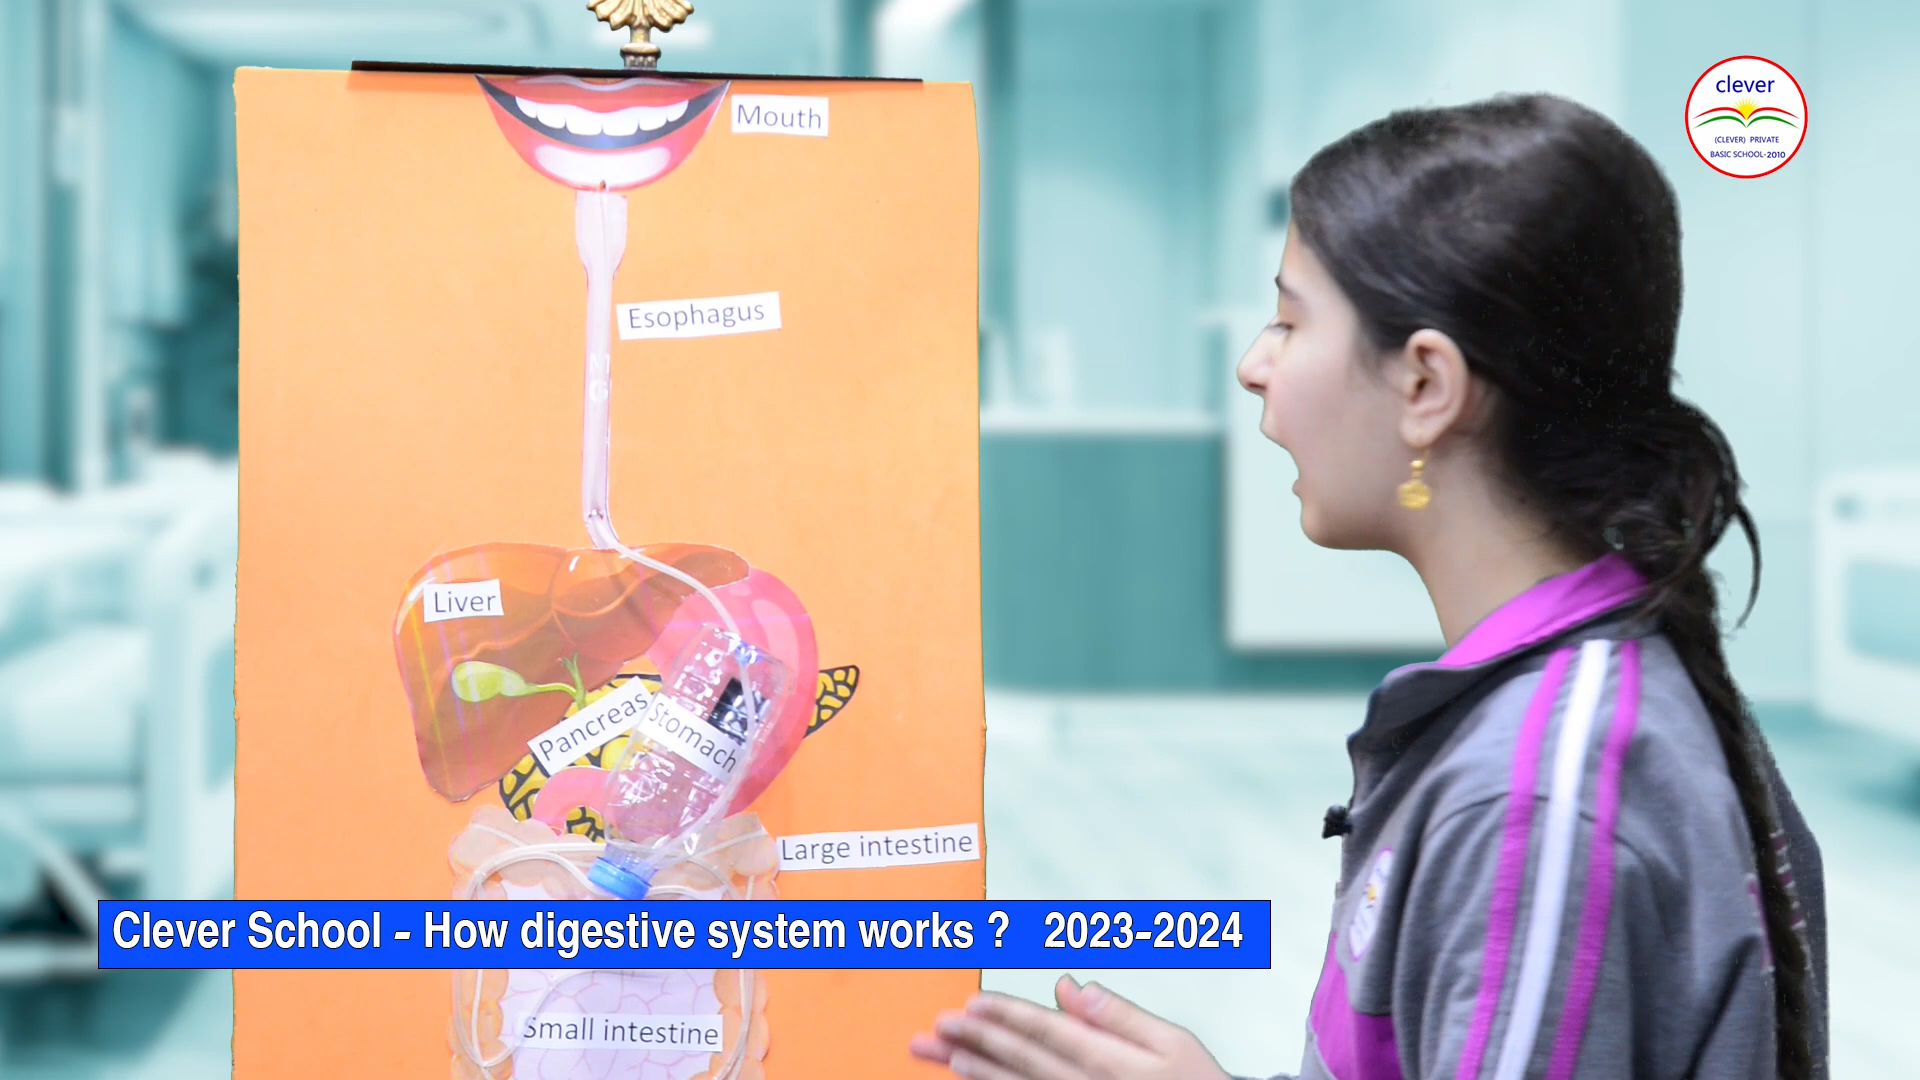 clever
(CLEVER) PRIVATE
BASIC SCHOOL-2010
Mouth
Esophagus
N
G
Liver
Pancreas
Stomach
Large intestine
Clever School - How digestive system works ? 2023-2024
Small intestine